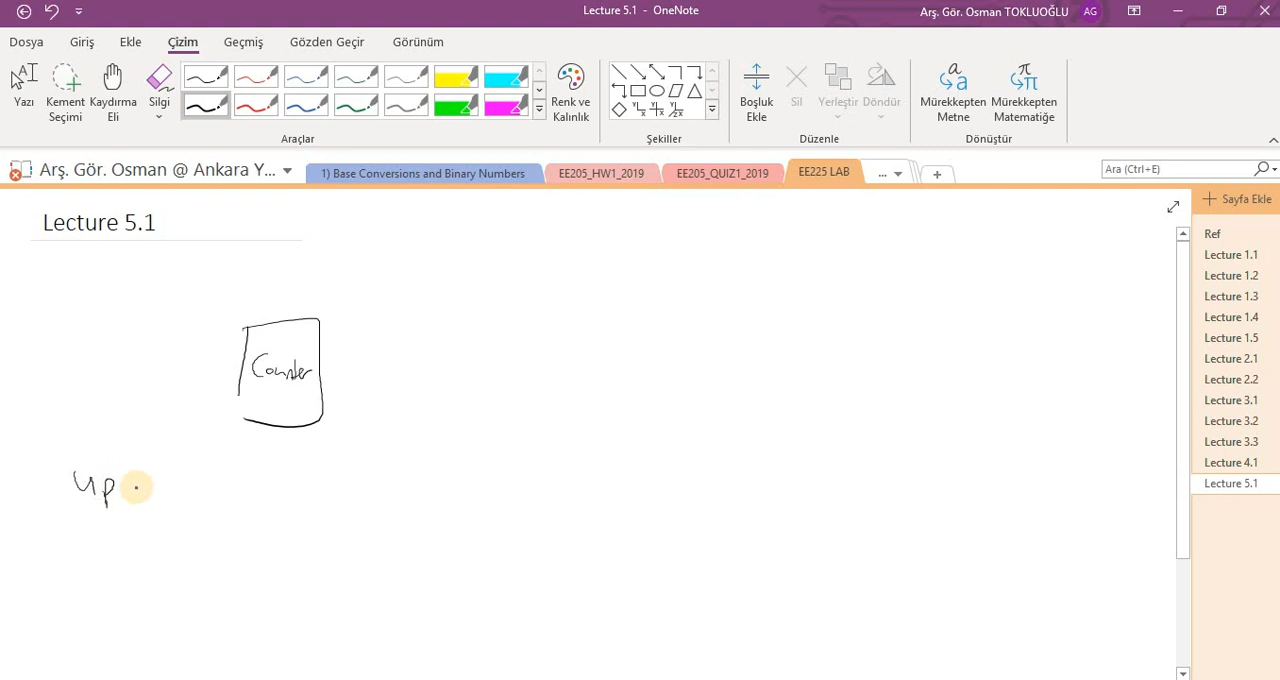 Lecture 5.1 - OneNote
Arş. Gör. Osman TOKLUOĞLU AG
Dosya Giriş Ekle Çizim Geçmiş Gözden Geçir Görünüm
Yazı
Kement Seçimi
Kaydırma Eli
Silgi
Renk ve Kalınlık
Boşluk Ekle
Sil
Yerleştir
Döndür
Mürekkepten Metne
Mürekkepten Matematiğe
Araçlar
Şekiller
Düzenle
Dönüştür
Arş. Gör. Osman @ Ankara Y...
1) Base Conversions and Binary Numbers
EE205_HW1_2019
EE205_QUIZ1_2019
EE225 LAB
...
Ara (Ctrl+E)
Sayfa Ekle
Lecture 5.1
Counter
Up
Ref
Lecture 1.1
Lecture 1.2
Lecture 1.3
Lecture 1.4
Lecture 1.5
Lecture 2.1
Lecture 2.2
Lecture 3.1
Lecture 3.2
Lecture 3.3
Lecture 4.1
Lecture 5.1